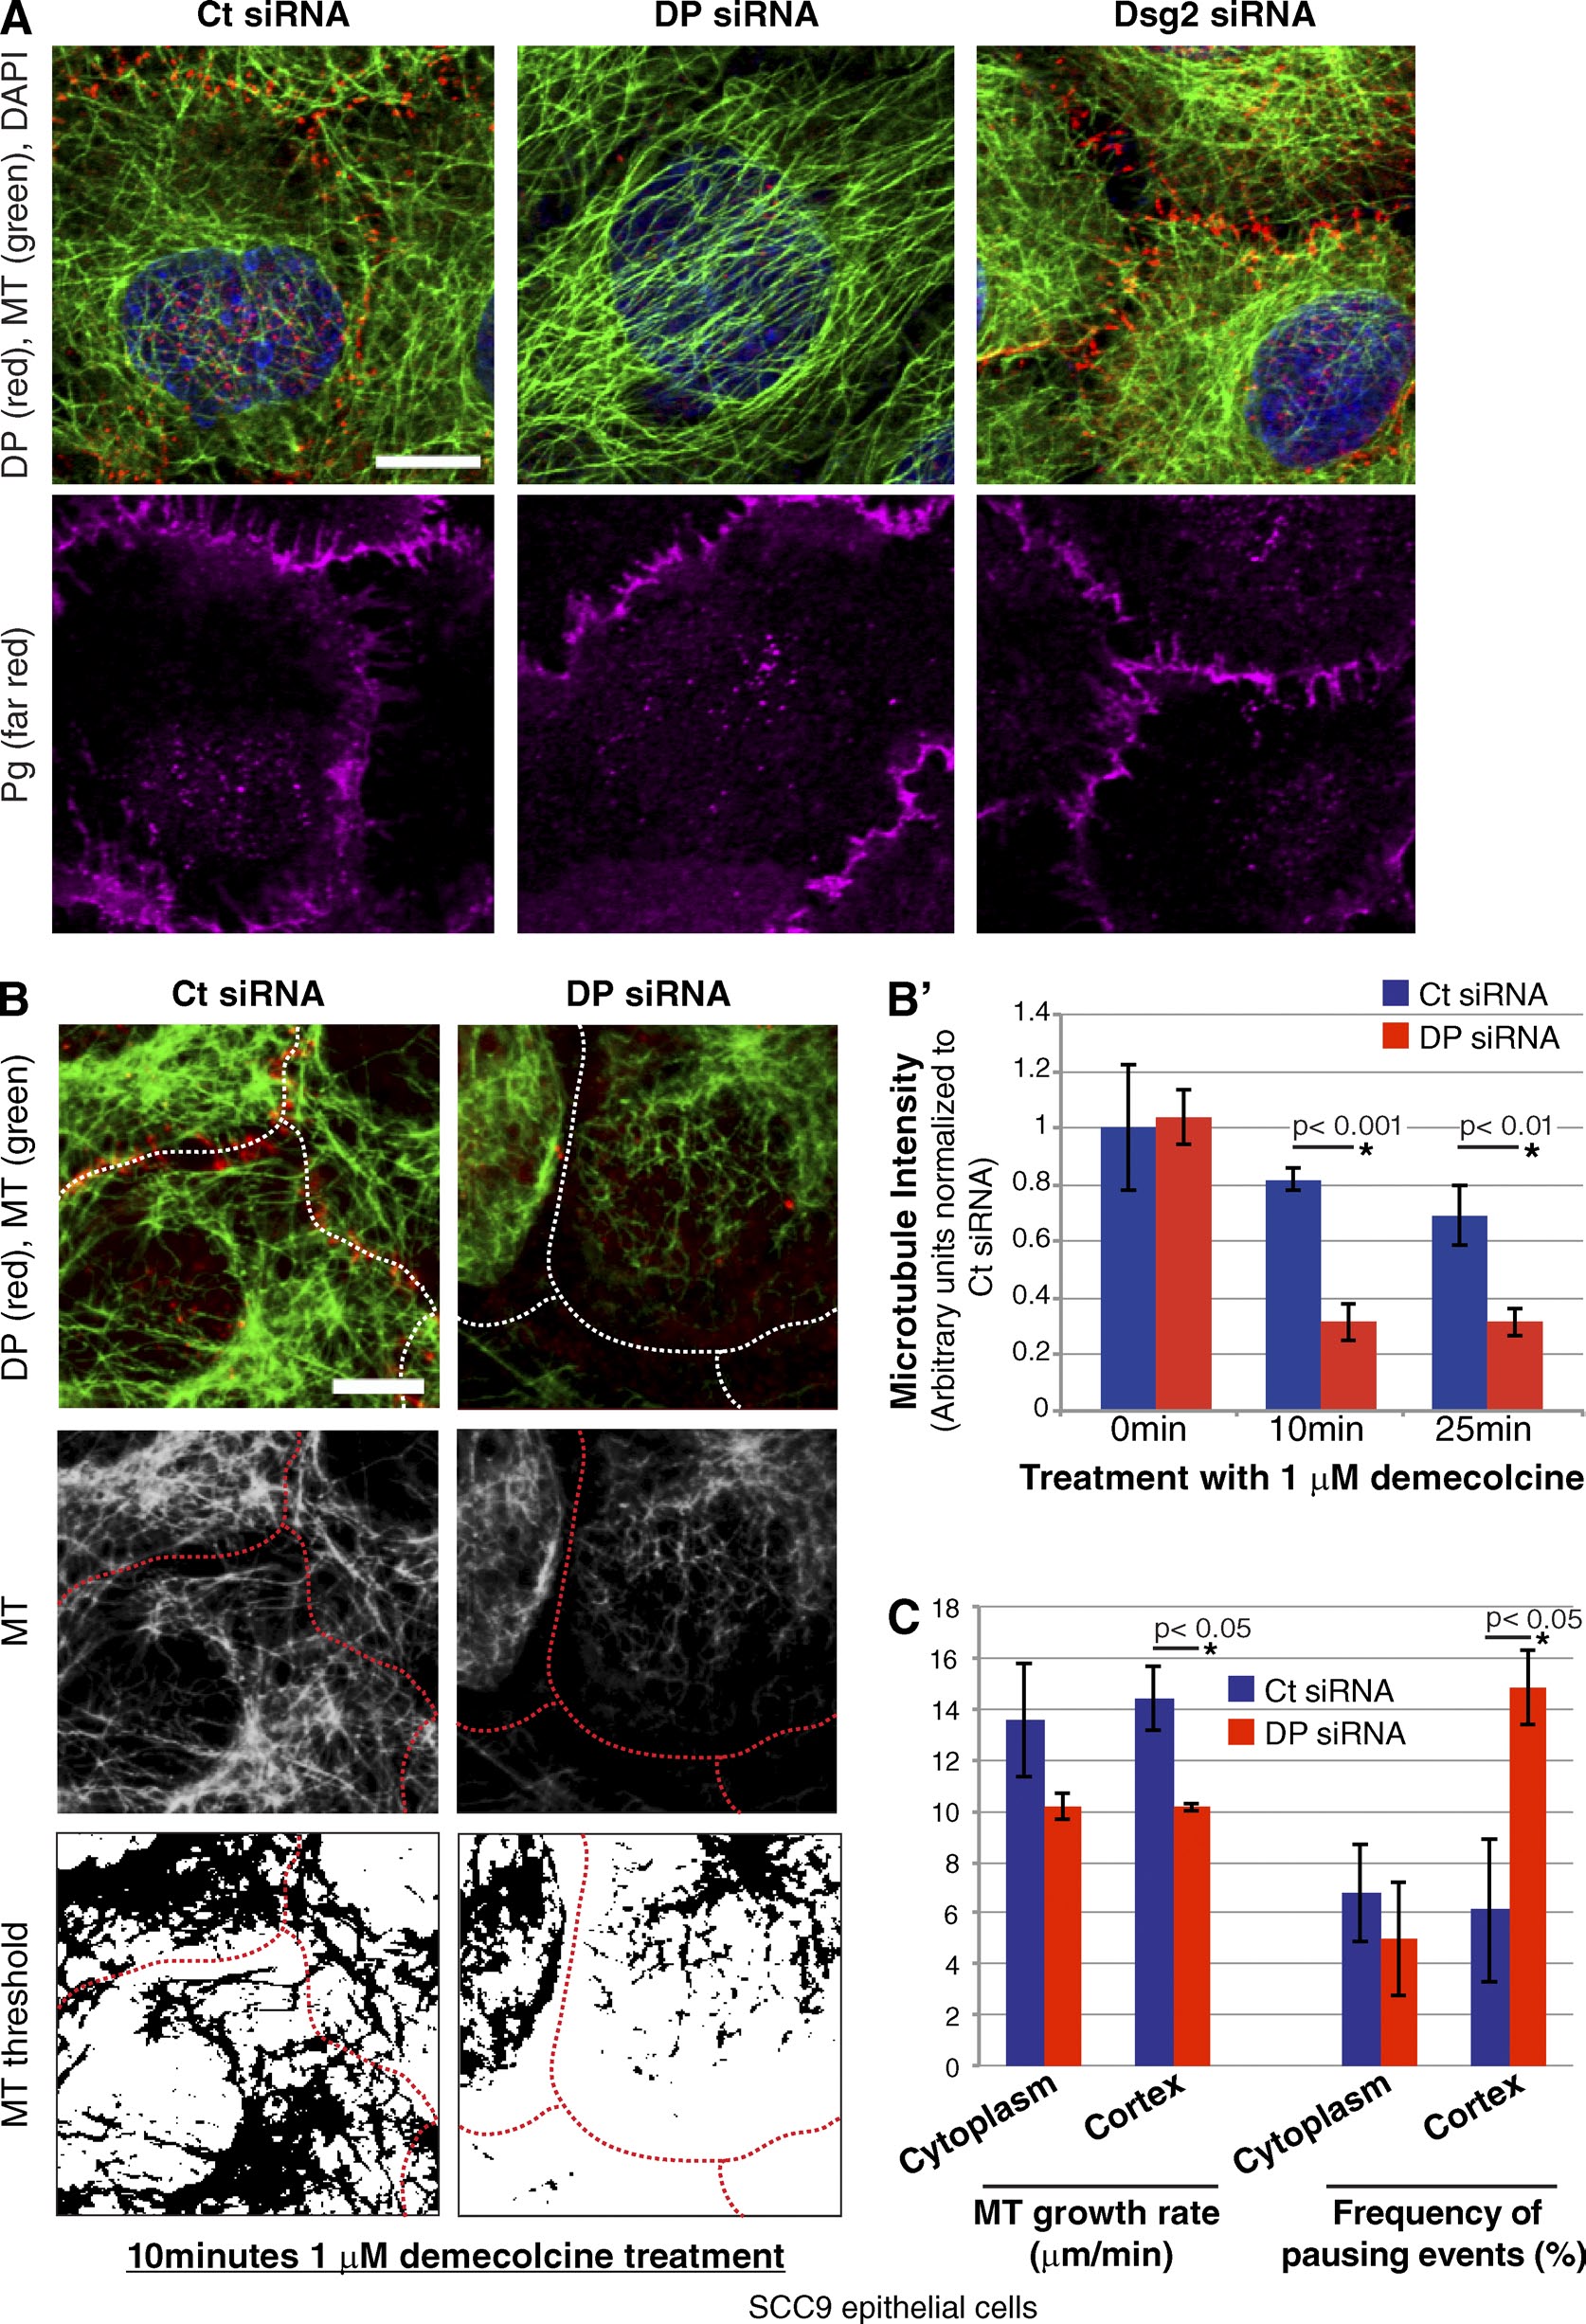 A
Ct siRNA
DP siRNA
Dsg2 siRNA
DP (red), MT (green), DAPI
Pg (far red)
B
Ct siRNA
DP siRNA
DP (red), MT (green)
MT
MT threshold
10minutes 1 μM demecolcine treatment
B’
Ct siRNA
DP siRNA
Microtubule Intensity
(Arbitrary units normalized to
Ct siRNA)
1.4
1.2
1
0.8
0.6
0.4
0.2
0
p< 0.001
*
p< 0.01
*
0min
10min
25min
Treatment with 1 μM demecolcine
C
18
16
14
12
10
8
6
4
2
0
p< 0.05
*
p< 0.05
*
Ct siRNA
DP siRNA
Cytoplasm
Cortex
Cytoplasm
Cortex
MT growth rate
(μm/min)
Frequency of
pausing events (%)
SCC9 epithelial cells